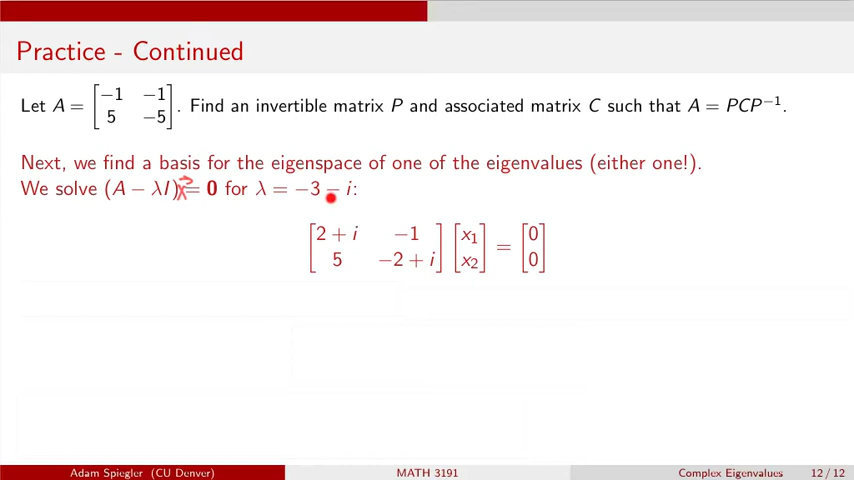 Practice - Continued
Let A = [−1 −1; 5 −5]. Find an invertible matrix P and associated matrix C such that A = PCP⁻¹.
Next, we find a basis for the eigenspace of one of the eigenvalues (either one!).
We solve (A − λI)x⃗ = 0 for λ = −3 − i:
[2 + i −1; 5 −2 + i] [x₁; x₂] = [0; 0]
Adam Spiegler (CU Denver) MATH 3191 Complex Eigenvalues 12 / 12